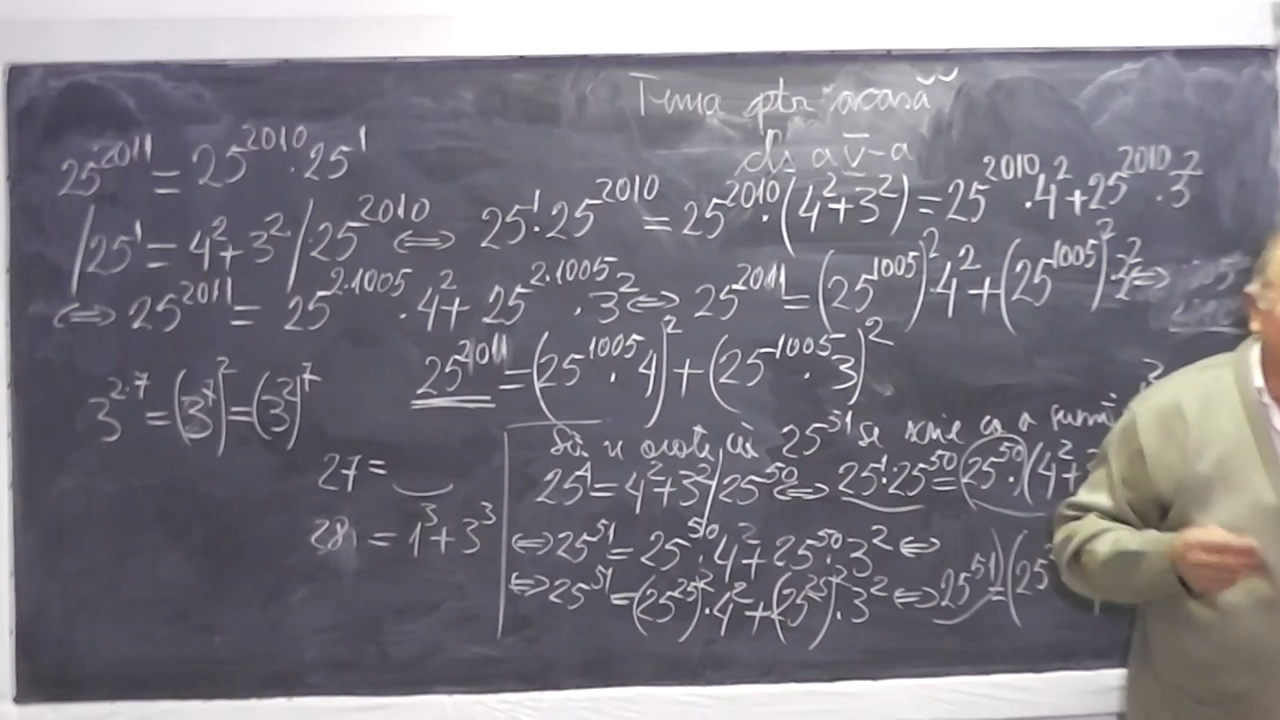 Tema ptr acasă
cls a V-a
25^2011 = 25^2010 · 25^1
/25^1 = 4^2 + 3^2 / · 25^2010 ⇔ 25^1 · 25^2010 = 25^2010 · (4^2 + 3^2) = 25^2010 · 4^2 + 25^2010 · 3^2
⇔ 25^2011 = 25^2·1005 · 4^2 + 25^2·1005 · 3^2 ⇔ 25^2011 = (25^1005)^2 · 4^2 + (25^1005)^2 · 3^2 ⇔
25^2011 = (25^1005 · 4)^2 + (25^1005 · 3)^2
3^2·7 = (3^7)^2 = (3^2)^7
27 =
28 = 1^3 + 3^3
Să se arate că 25^51 se scrie ca o sumă
25^1 = 4^2 + 3^2 / 25^50 ⇔ 25^1 · 25^50 = (25^50 · (4^2 +
⇔ 25^51 = 25^50 · 4^2 + 25^50 · 3^2 ⇔
⇔ 25^51 = (25^25)^2 · 4^2 + (25^25)^2 · 3^2 ⇔ 25^51 = (25